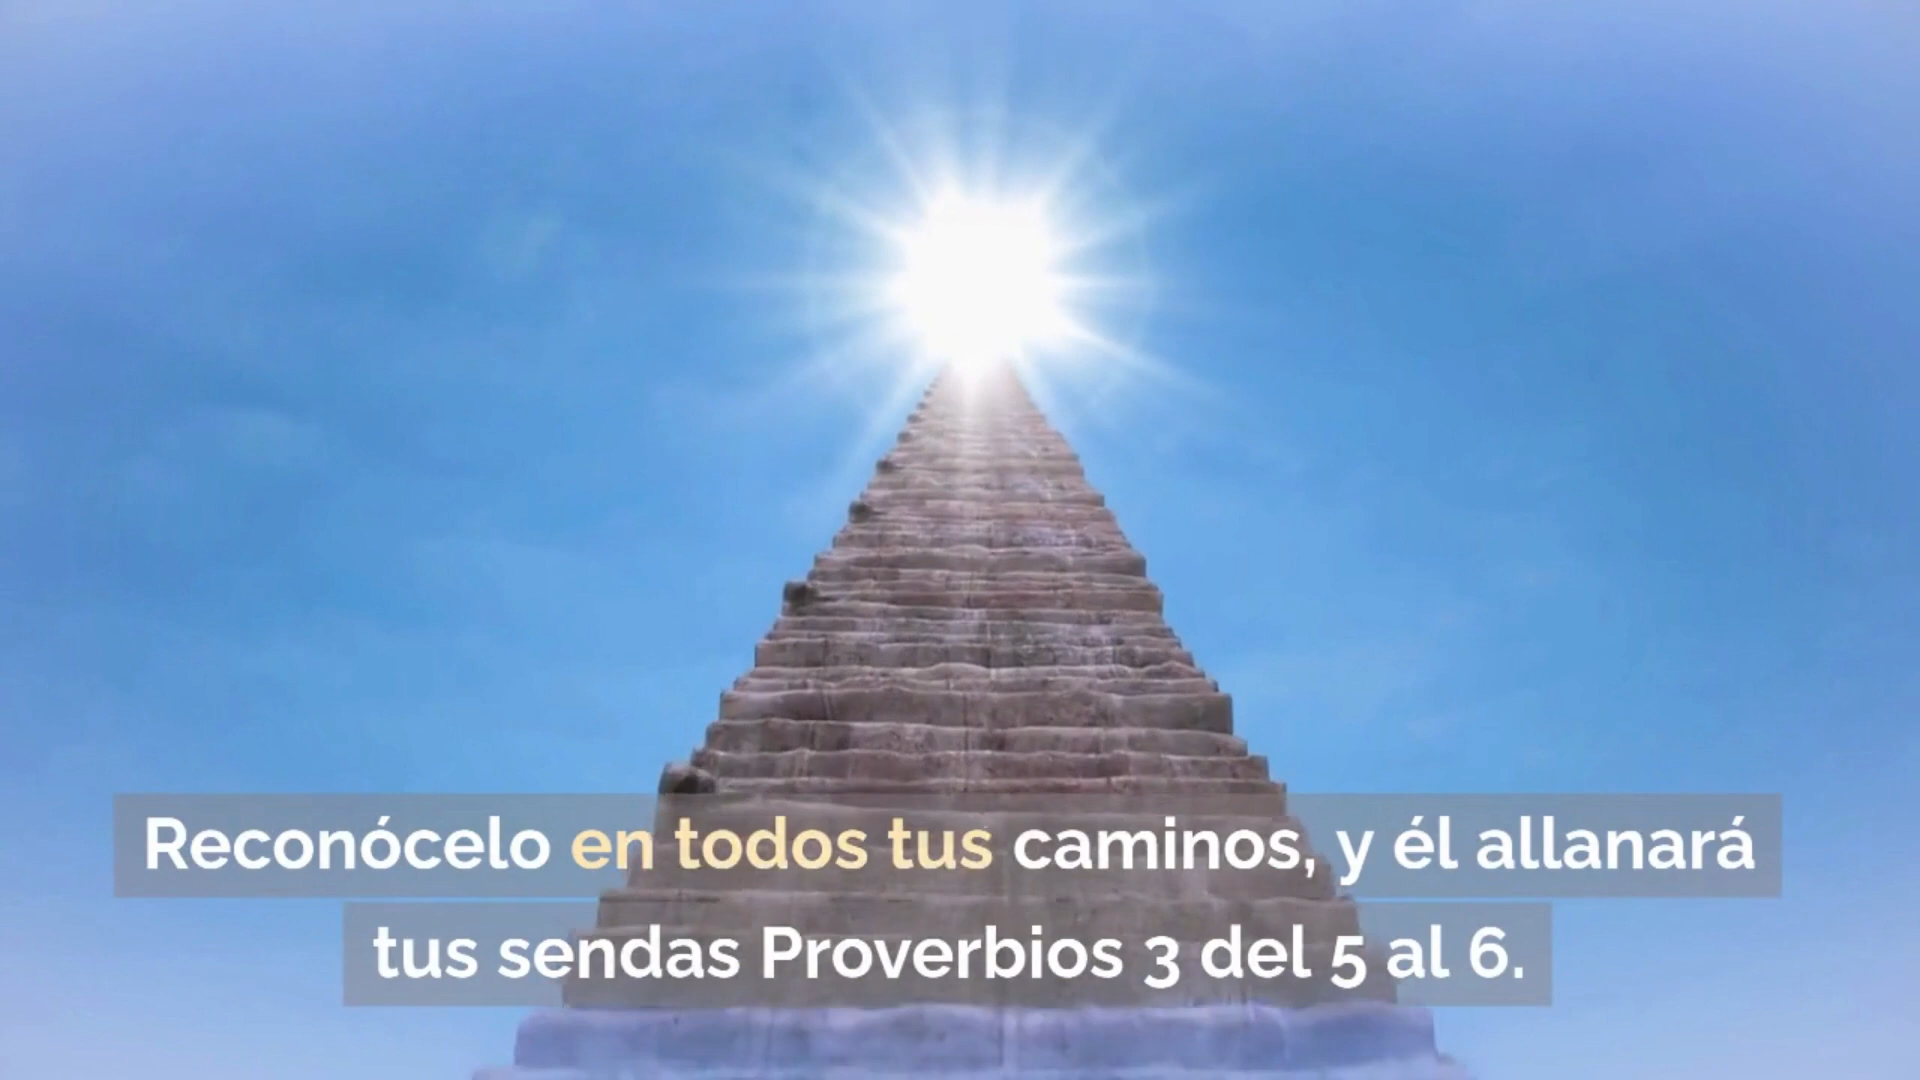 Reconócelo en todos tus caminos, y él allanará
tus sendas Proverbios 3 del 5 al 6.